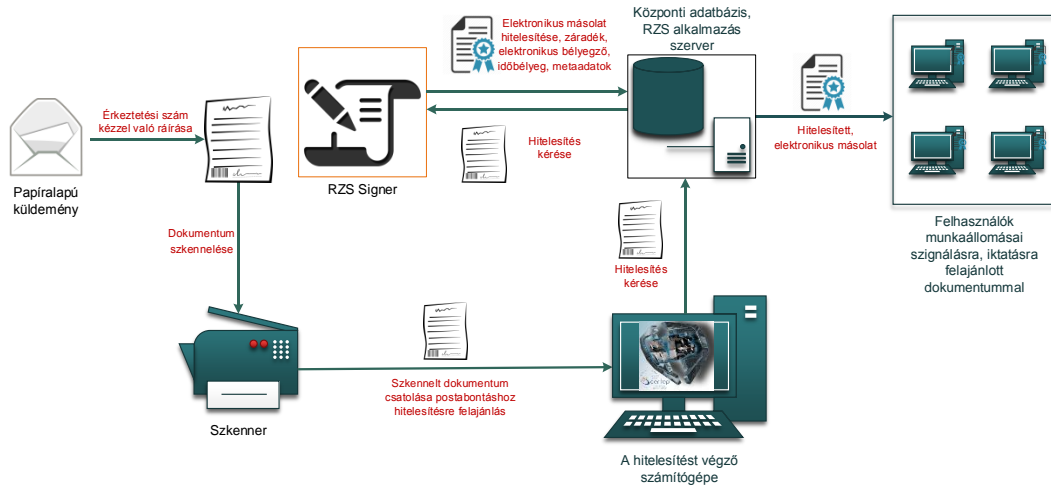 Elektronikus másolat
hitelesítése, záradék,
elektronikus bélyegző,
időbélyeg, metaadatok
Központi adatbázis,
RZS alkalmazás
szerver
Érkeztetési szám
kézzel való ráírása
Papíralapú
küldemény
RZS Signer
Hitelesítés
kérése
Hitelesített,
elektronikus másolat
Felhasználók
munkaállomásai
szignálásra, iktatásra
felajánlott
dokumentummal
Dokumentum
szkennelése
Hitelesítés
kérése
Szkennelt dokumentum
csatolása postabontáshoz
hitelesítésre felajánlás
Szkenner
A hitelesítést végző
számítógépe